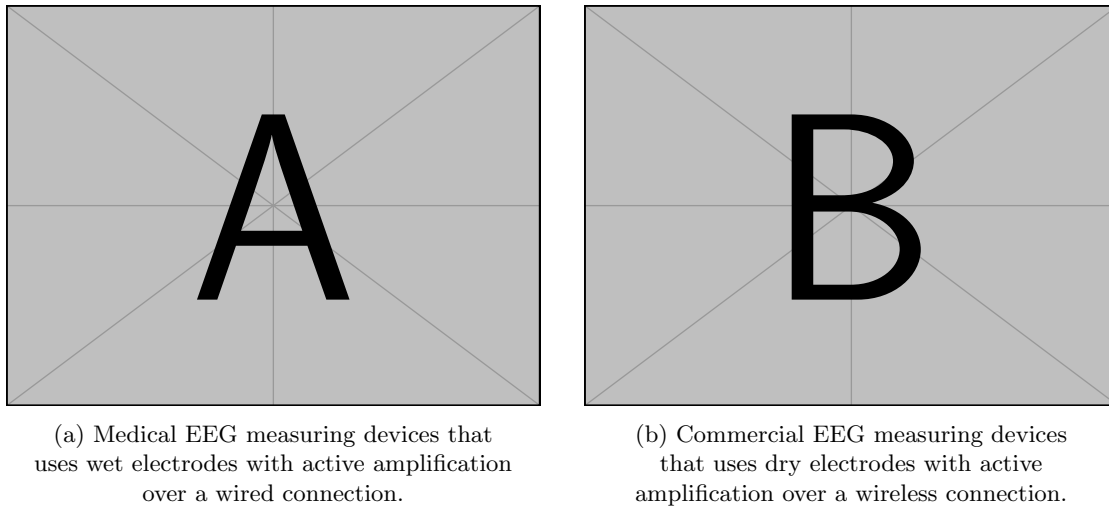 A
B
(a) Medical EEG measuring devices that
uses wet electrodes with active amplification
over a wired connection.
(b) Commercial EEG measuring devices
that uses dry electrodes with active
amplification over a wireless connection.